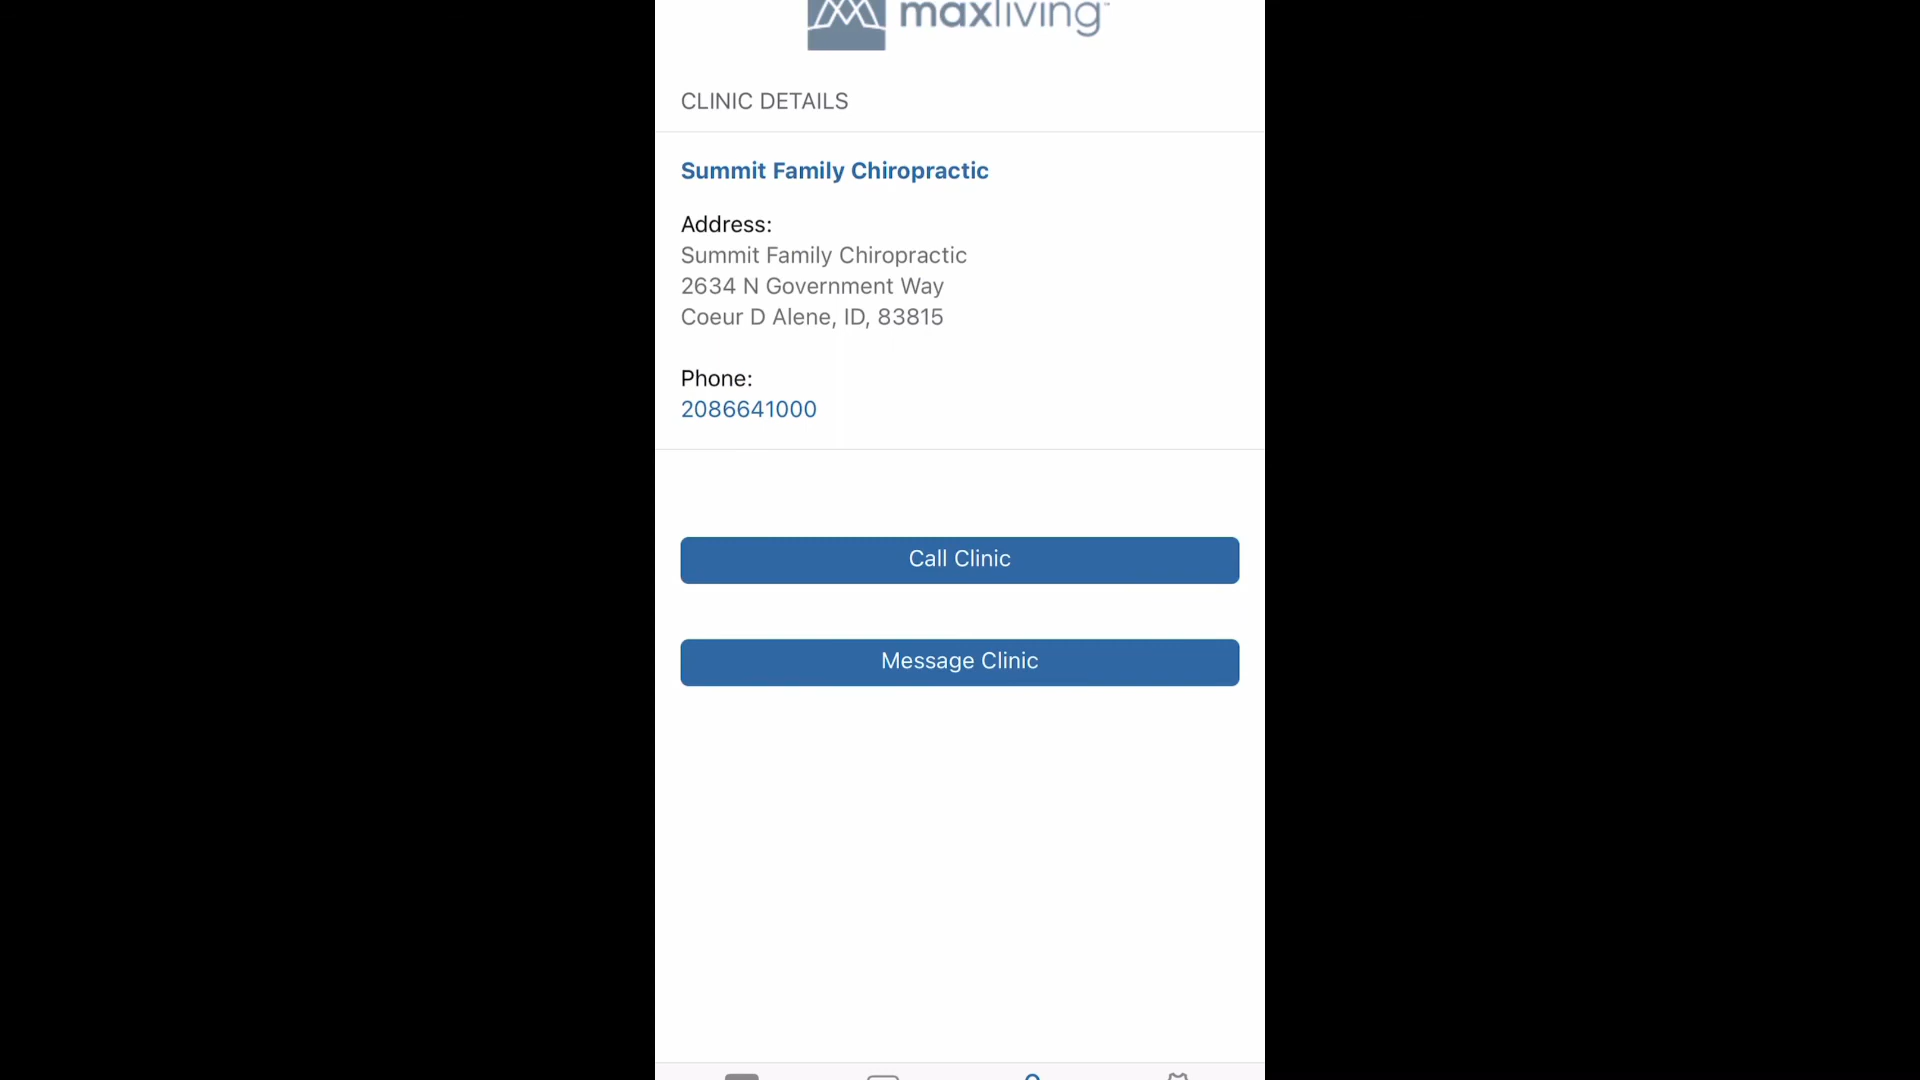 maxliving™
CLINIC DETAILS
Summit Family Chiropractic
Address:
Summit Family Chiropractic
2634 N Government Way
Coeur D Alene, ID, 83815
Phone:
2086641000
Call Clinic
Message Clinic